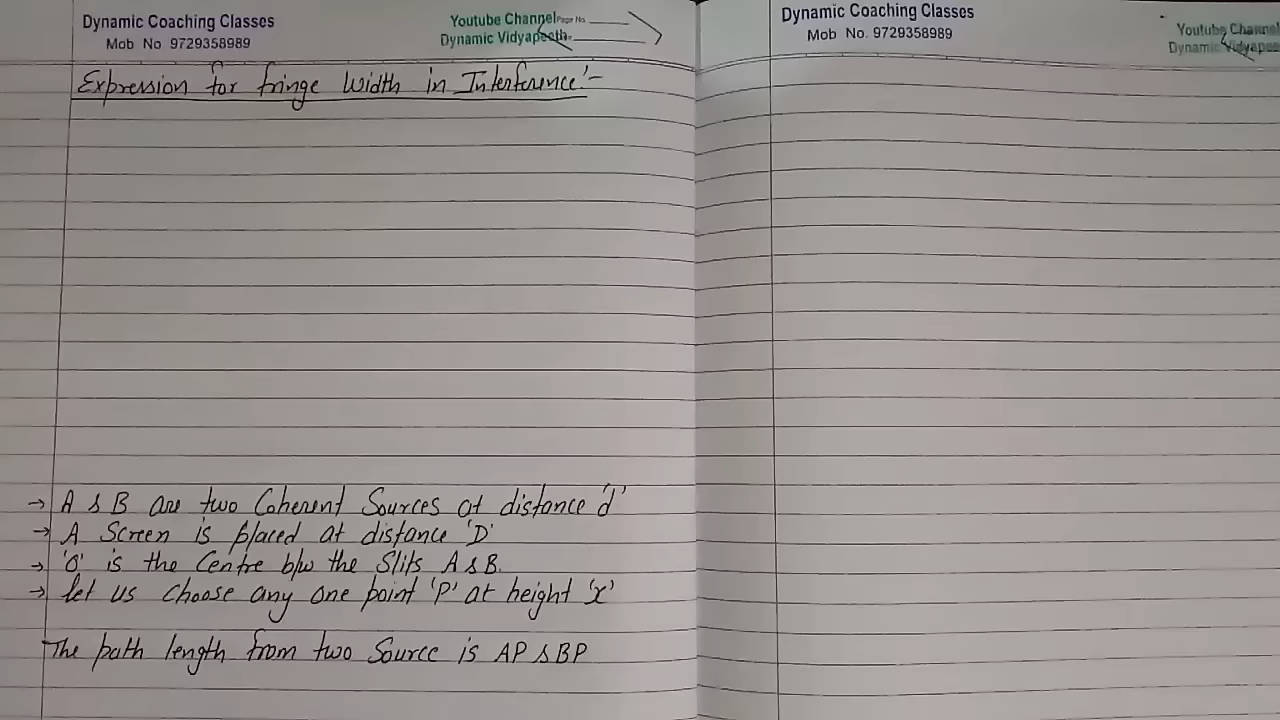 Dynamic Coaching Classes
Mob No 9729358989
Youtube Channel Page No.
Dynamic Vidyapeeth
Expression for fringe Width in Interference:-
→ A & B are two Coherent Sources at distance 'd'
→ A Screen is placed at distance 'D'
→ 'O' is the Centre b/w the Slits A & B.
→ let us choose any one point 'P' at height 'x'
The path length from two Source is AP & BP
Dynamic Coaching Classes
Mob No. 9729358989
Youtube Channel
Dynamic Vidyapee